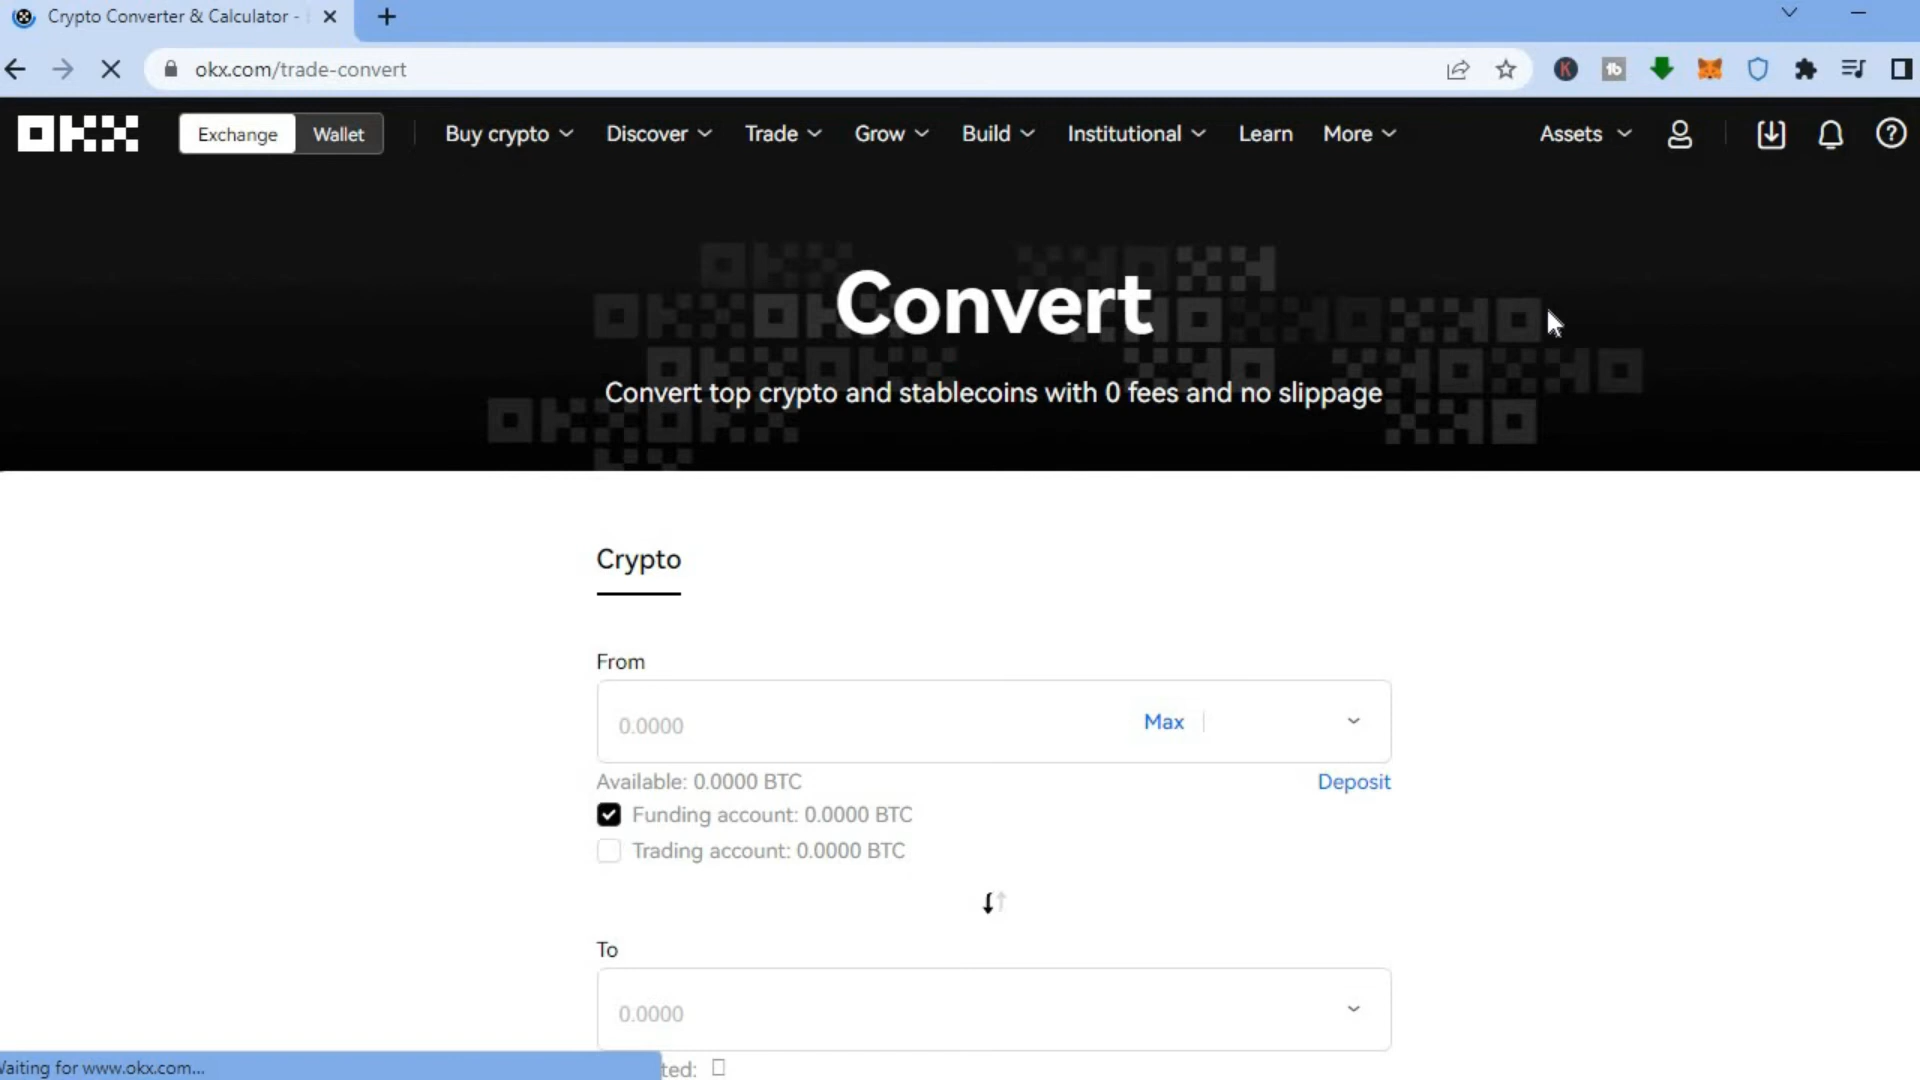 Crypto Converter & Calculator -
okx.com/trade-convert
OKX
Exchange
Wallet
Buy crypto
Discover
Trade
Grow
Build
Institutional
Learn
More
Assets
Convert
Convert top crypto and stablecoins with 0 fees and no slippage
Crypto
From
0.0000
Max
Available: 0.0000 BTC
Deposit
Funding account: 0.0000 BTC
Trading account: 0.0000 BTC
To
0.0000
Waiting for www.okx.com...